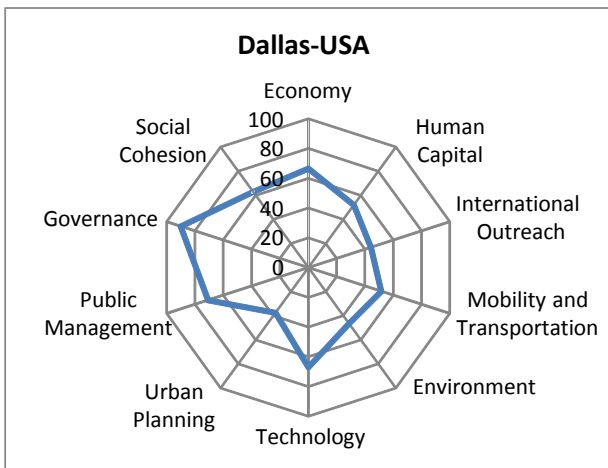 Dallas-USA
Economy
Human
Capital
International
Outreach
Mobility and
Transportation
Environment
Technology
Urban
Planning
Public
Management
Governance
Social
Cohesion
100
80
60
40
20
0